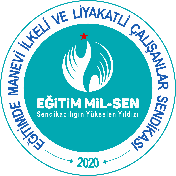 EĞİTİMDE MANEVİ İLKELİ VE LİYAKATLİ ÇALIŞANLAR SENDİKASI
EĞİTİM MİL-SEN
Sendikacılığın Yükselen Yıldızı
2020